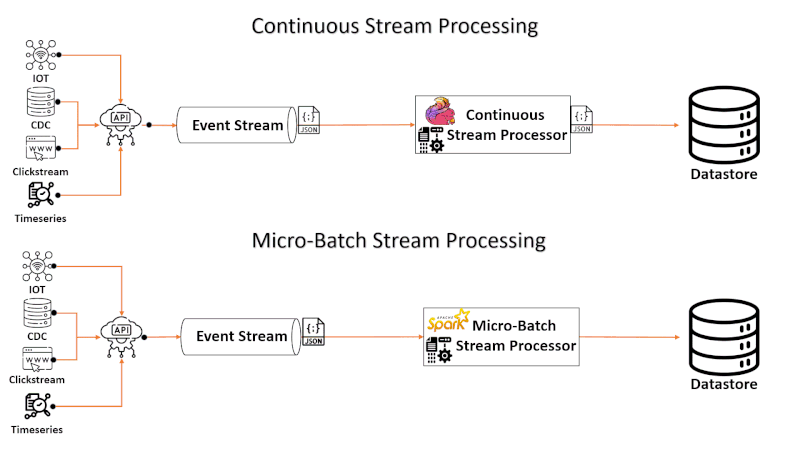 Continuous Stream Processing
IOT
CDC
WWW
Clickstream
Timeseries
API
Event Stream
{;}
JSON
Continuous
Stream Processor
{;}
JSON
Datastore
Micro-Batch Stream Processing
IOT
CDC
WWW
Clickstream
Timeseries
API
Event Stream
{;}
JSON
APACHE
Spark
Micro-Batch
Stream Processor
Datastore